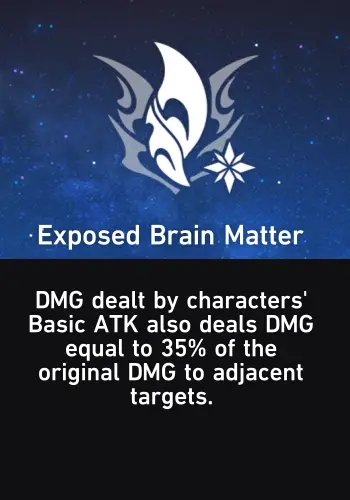 Exposed Brain Matter
DMG dealt by characters'
Basic ATK also deals DMG
equal to 35% of the
original DMG to adjacent
targets.